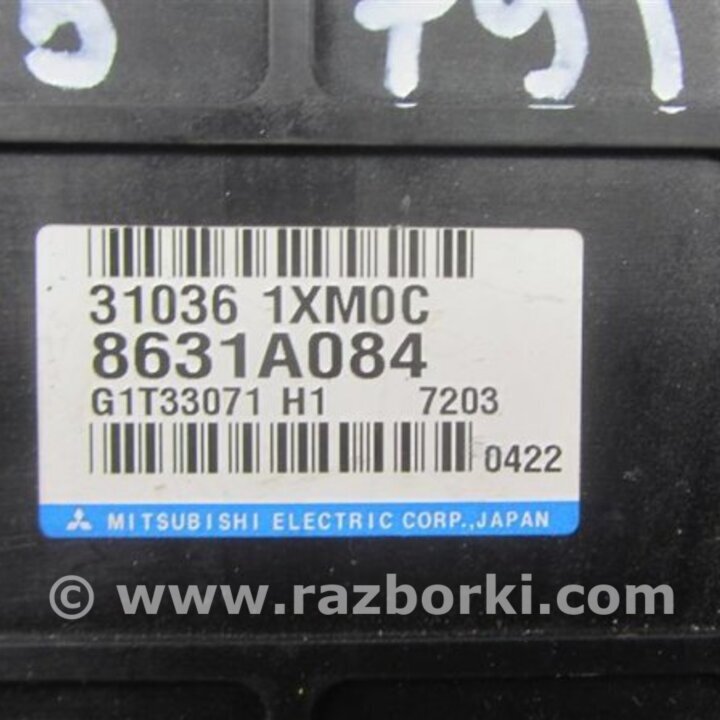 31036 1XM0C
8631A084
G1T33071 H1 7203
0422
MITSUBISHI ELECTRIC CORP.,JAPAN
© www.razborki.com